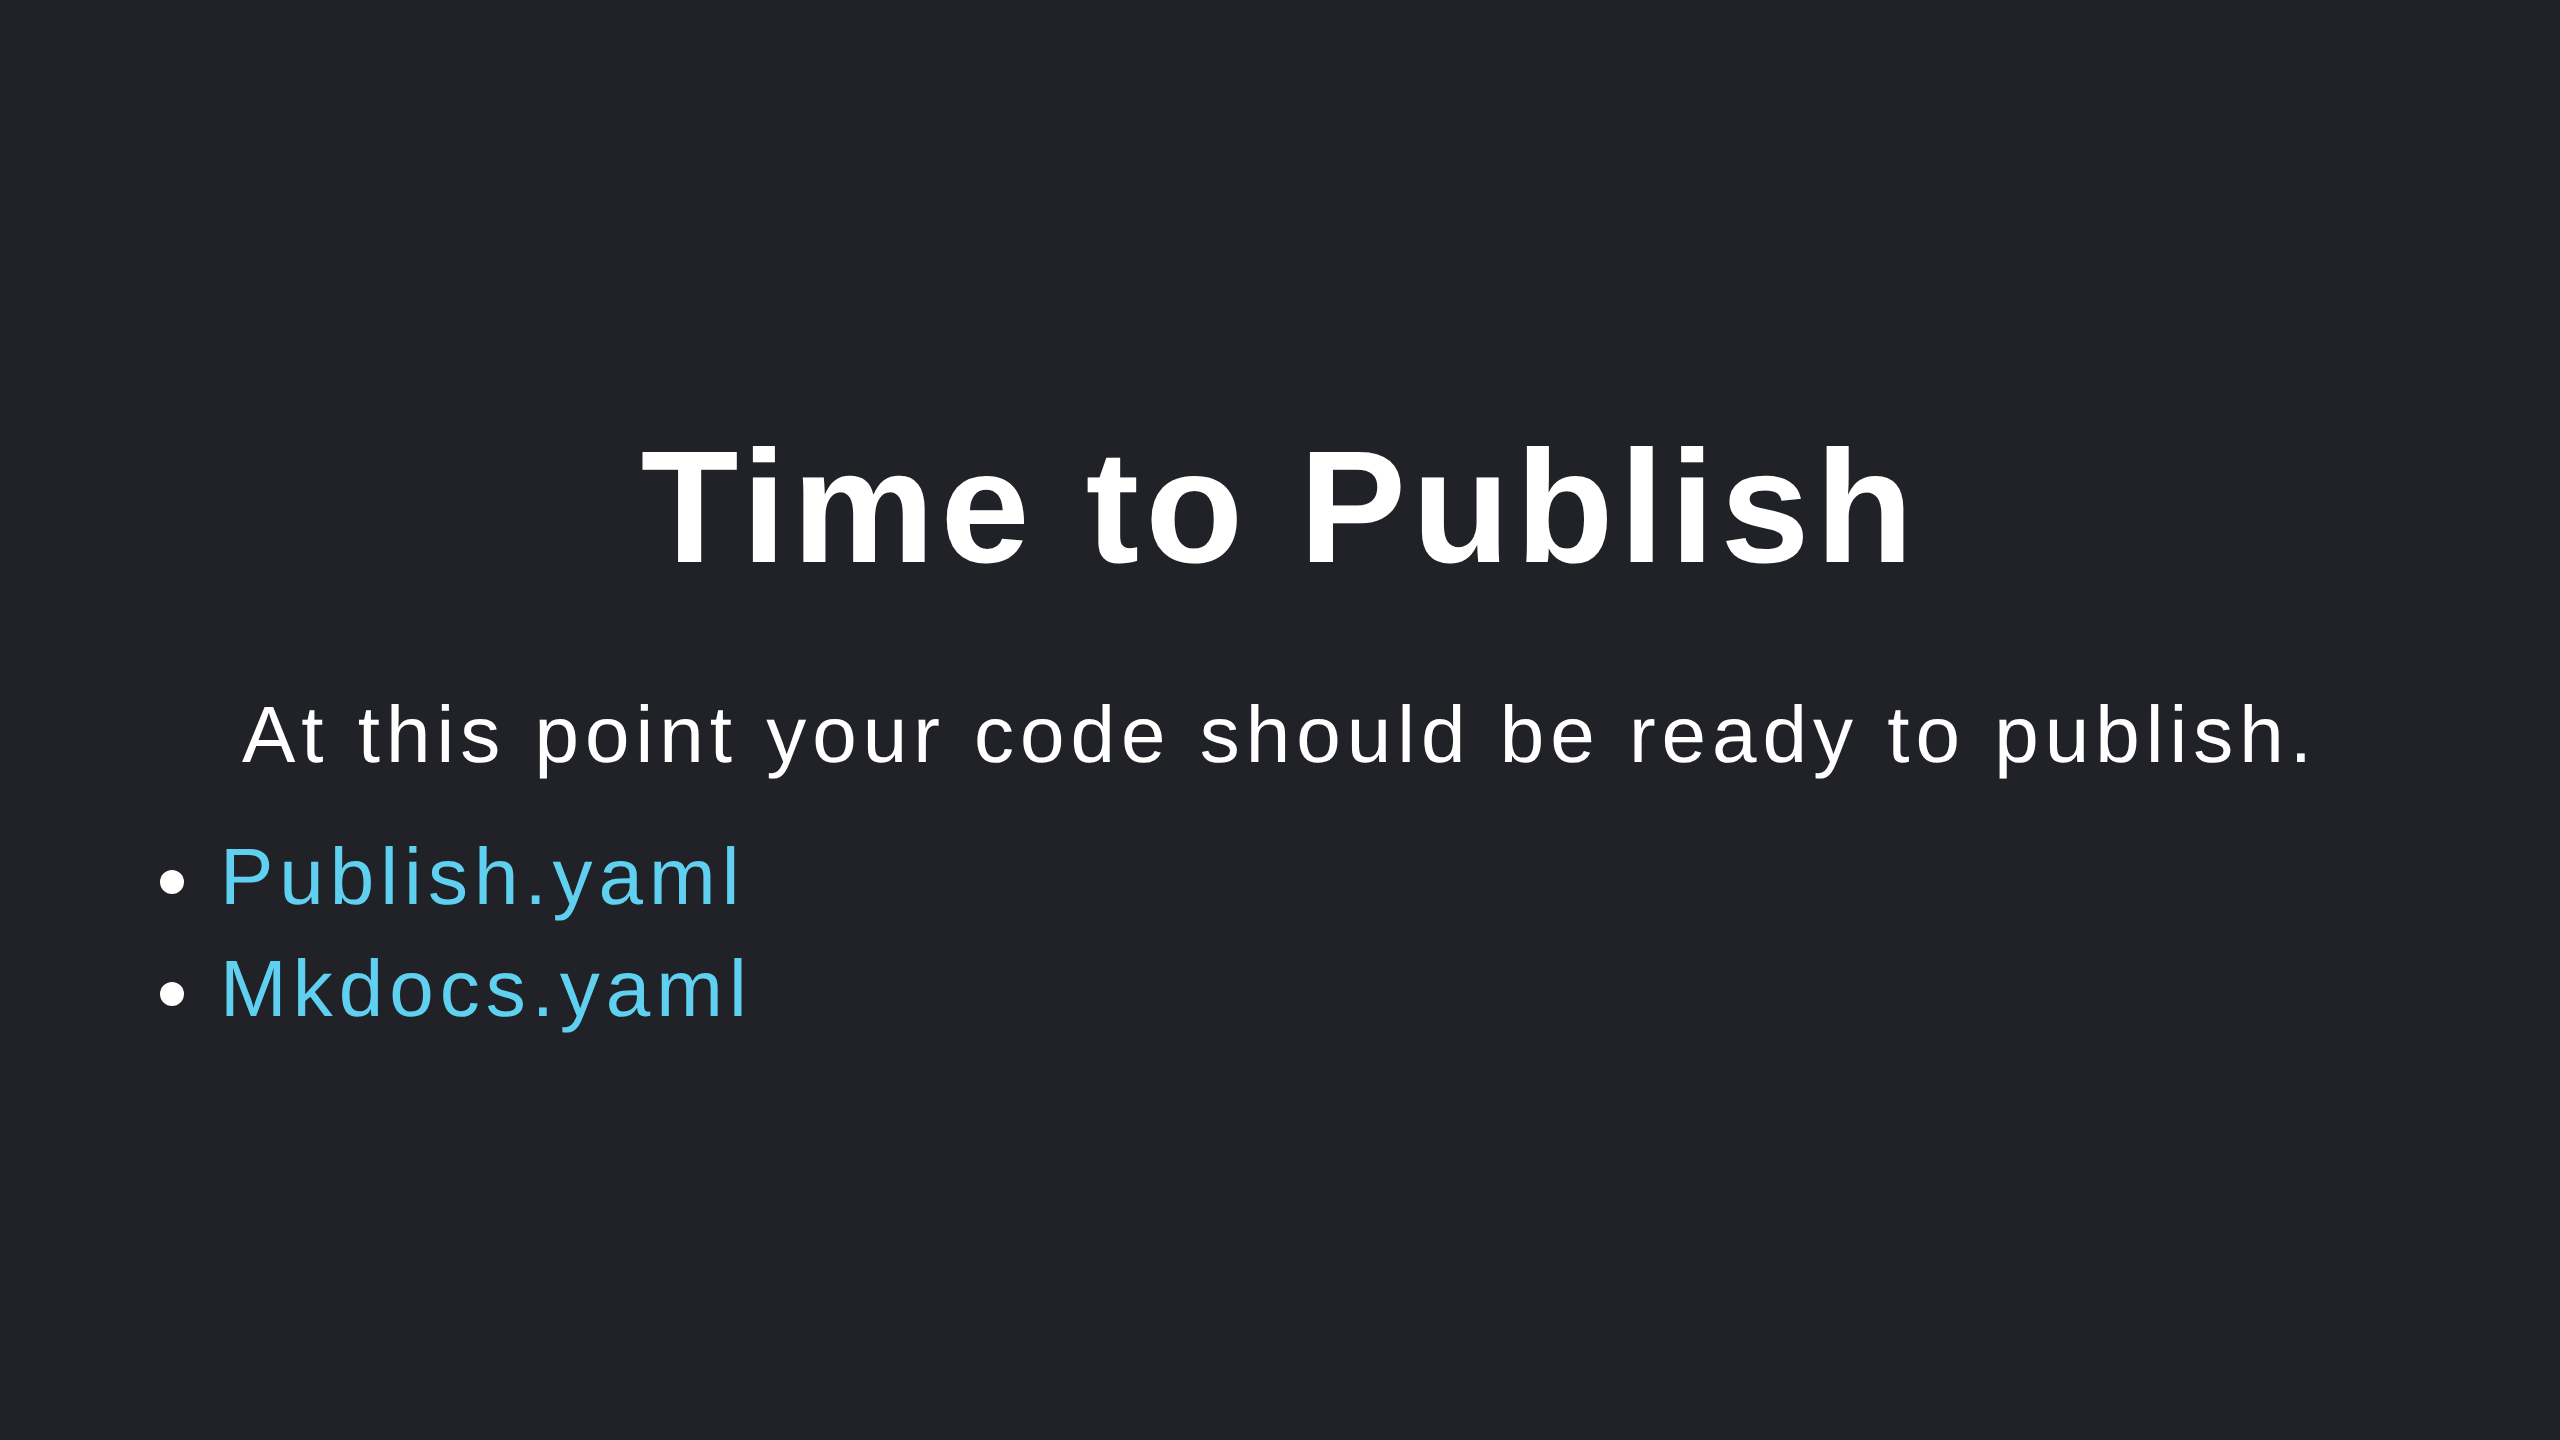 Time to Publish
At this point your code should be ready to publish.
• Publish.yaml
• Mkdocs.yaml